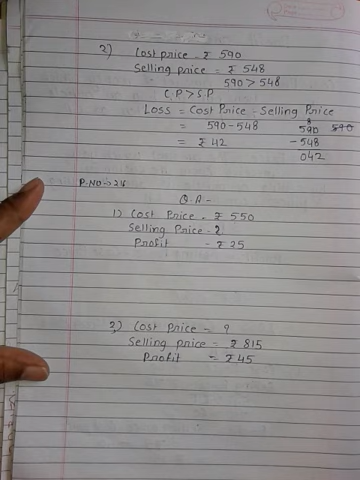 2) Cost price - ₹ 590
Selling price = ₹ 548
590 > 548
C.P > S.P
Loss = Cost Price - Selling Price
= 590 - 548 590
= ₹ 42 - 548
042
P.NO:- 24
Q.A -
1) Cost Price - ₹ 550
Selling Price - ?
Profit - ₹ 25
2) Cost Price - ?
Selling price = ₹ 815
Profit = ₹ 45